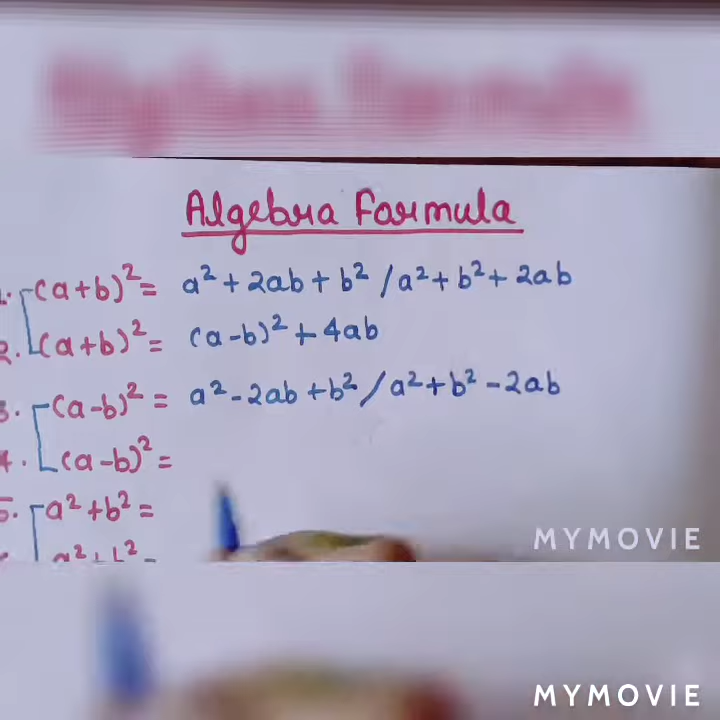 Algebra Formula
1. (a+b)² = a² + 2ab + b² / a² + b² + 2ab
2. (a+b)² = (a-b)² + 4ab
3. (a-b)² = a² - 2ab + b² / a² + b² - 2ab
4. (a-b)² =
5. a² + b² =
MYMOVIE
MYMOVIE